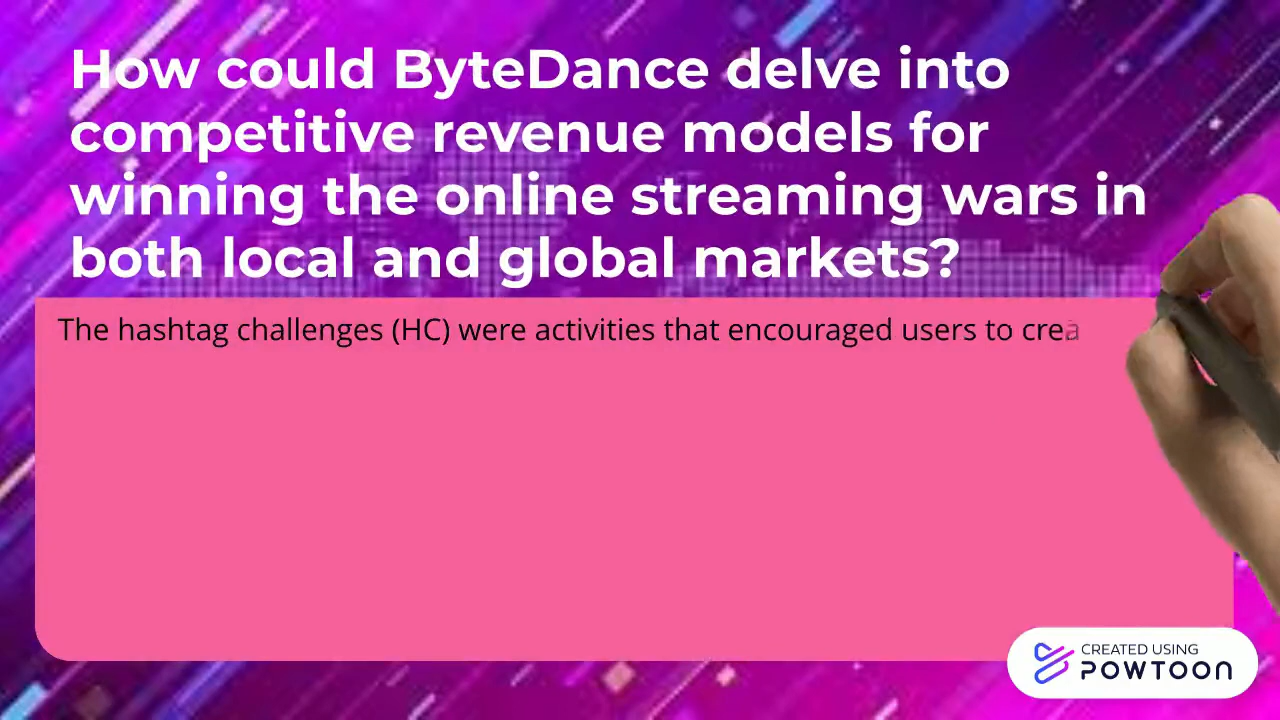 How could ByteDance delve into
competitive revenue models for
winning the online streaming wars in
both local and global markets?
The hashtag challenges (HC) were activities that encouraged users to crea
CREATED USING
POWTOON